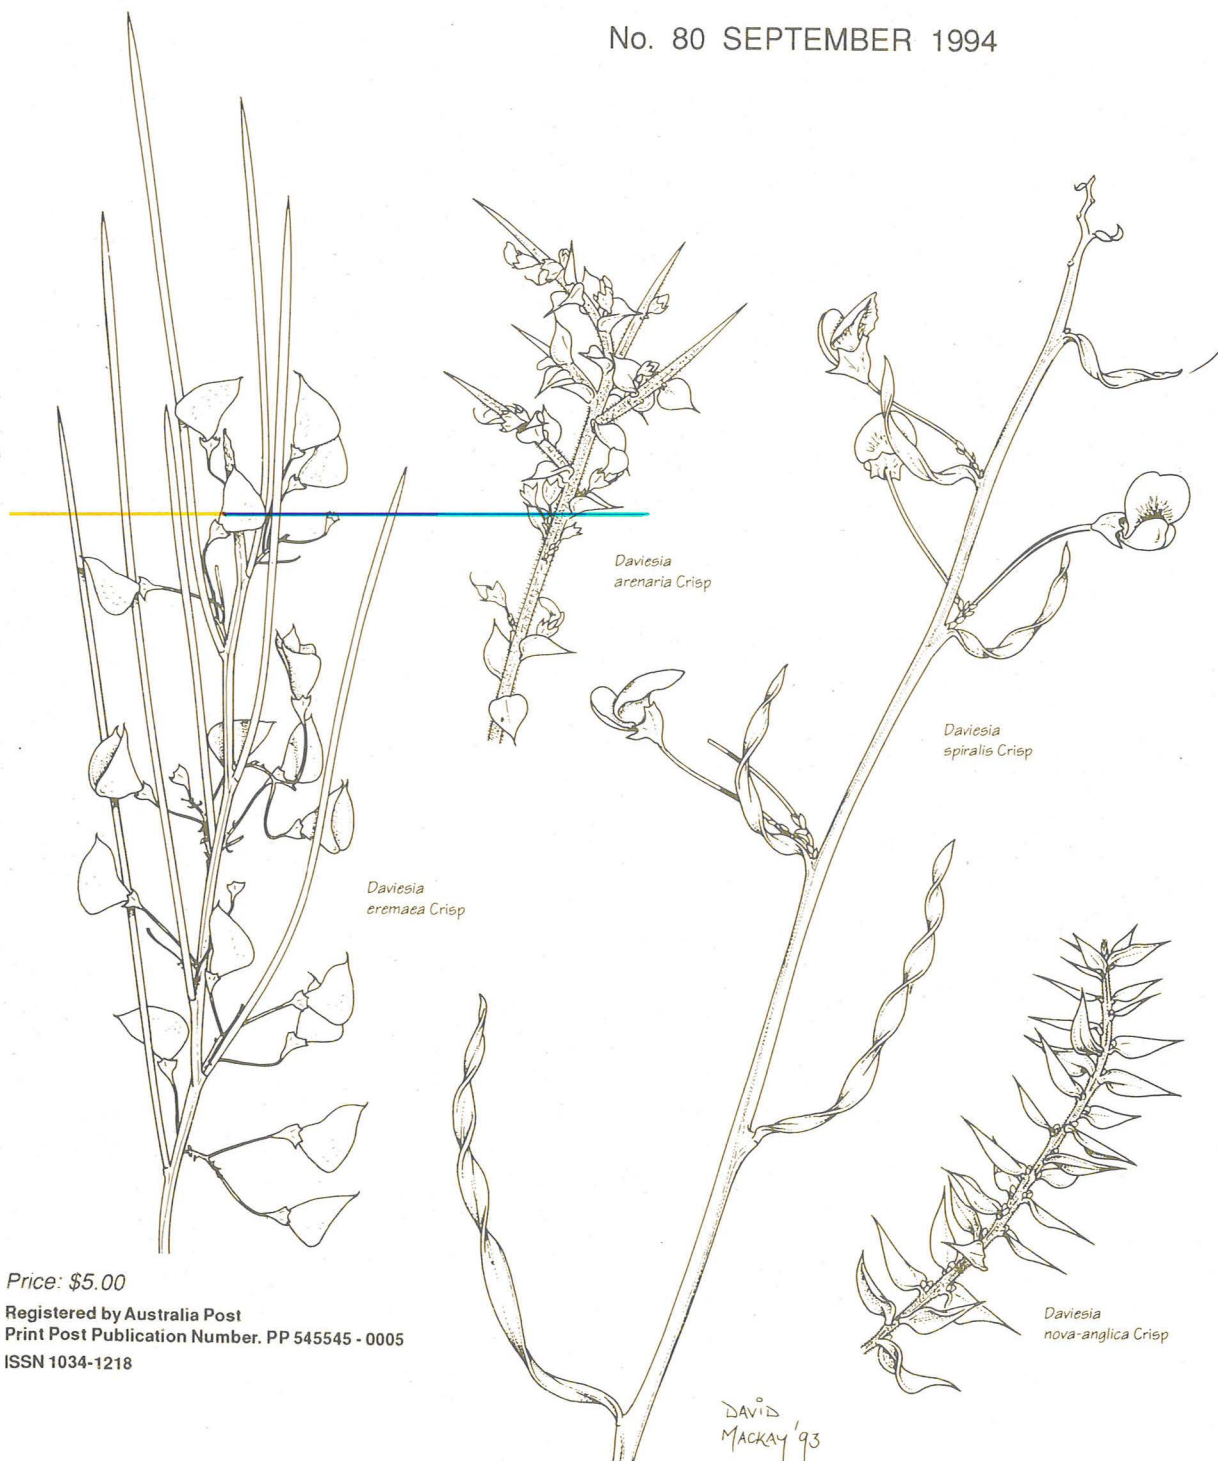 No. 80 SEPTEMBER 1994
Daviesia
arenaria Crisp
Daviesia
spiralis Crisp
Daviesia
eremaea Crisp
Daviesia
nova-anglica Crisp
Price: $5.00
Registered by Australia Post
Print Post Publication Number. PP 545545 - 0005
ISSN 1034-1218
DAVID
MACKAY '93